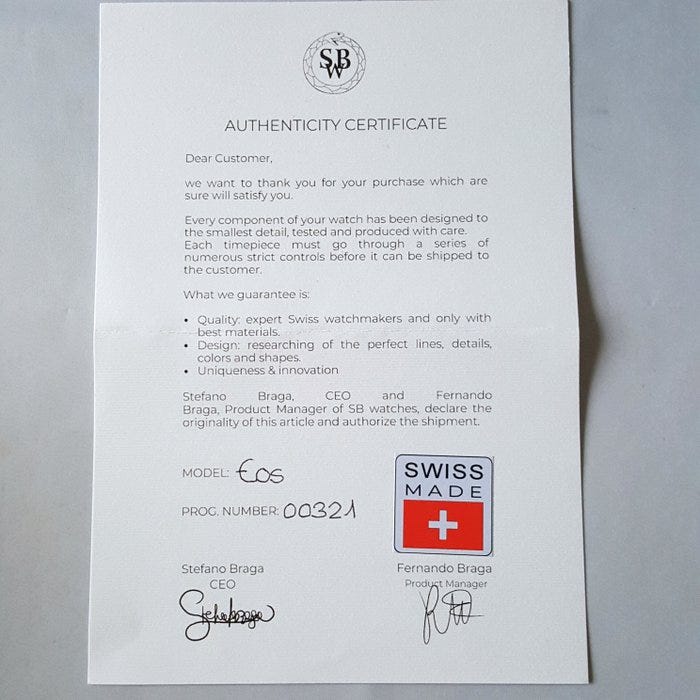 SBW
AUTHENTICITY CERTIFICATE
Dear Customer,
we want to thank you for your purchase which are
sure will satisfy you.
Every component of your watch has been designed to
the smallest detail, tested and produced with care.
Each timepiece must go through a series of
numerous strict controls before it can be shipped to
the customer.
What we guarantee is:
• Quality: expert Swiss watchmakers and only with
best materials.
• Design: researching of the perfect lines, details,
colors and shapes.
• Uniqueness & innovation
Stefano Braga, CEO and Fernando
Braga, Product Manager of SB watches, declare the
originality of this article and authorize the shipment.
MODEL: Eos
PROG. NUMBER: 00321
SWISS
MADE
Stefano Braga
CEO
Fernando Braga
Product Manager